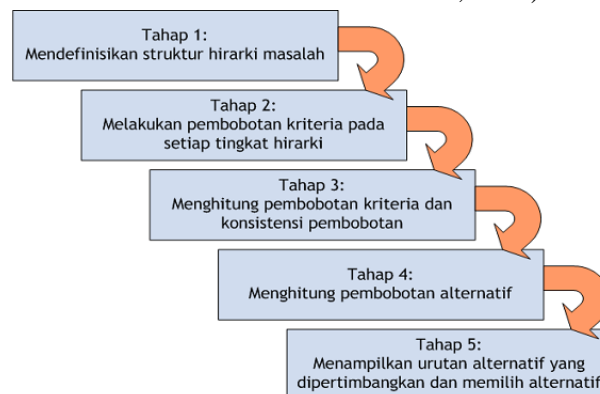 Tahap 1:
Mendefinisikan struktur hirarki masalah
Tahap 2:
Melakukan pembobotan kriteria pada
setiap tingkat hirarki
Tahap 3:
Menghitung pembobotan kriteria dan
konsistensi pembobotan
Tahap 4:
Menghitung pembobotan alternatif
Tahap 5:
Menampilkan urutan alternatif yang
dipertimbangkan dan memilih alternatif